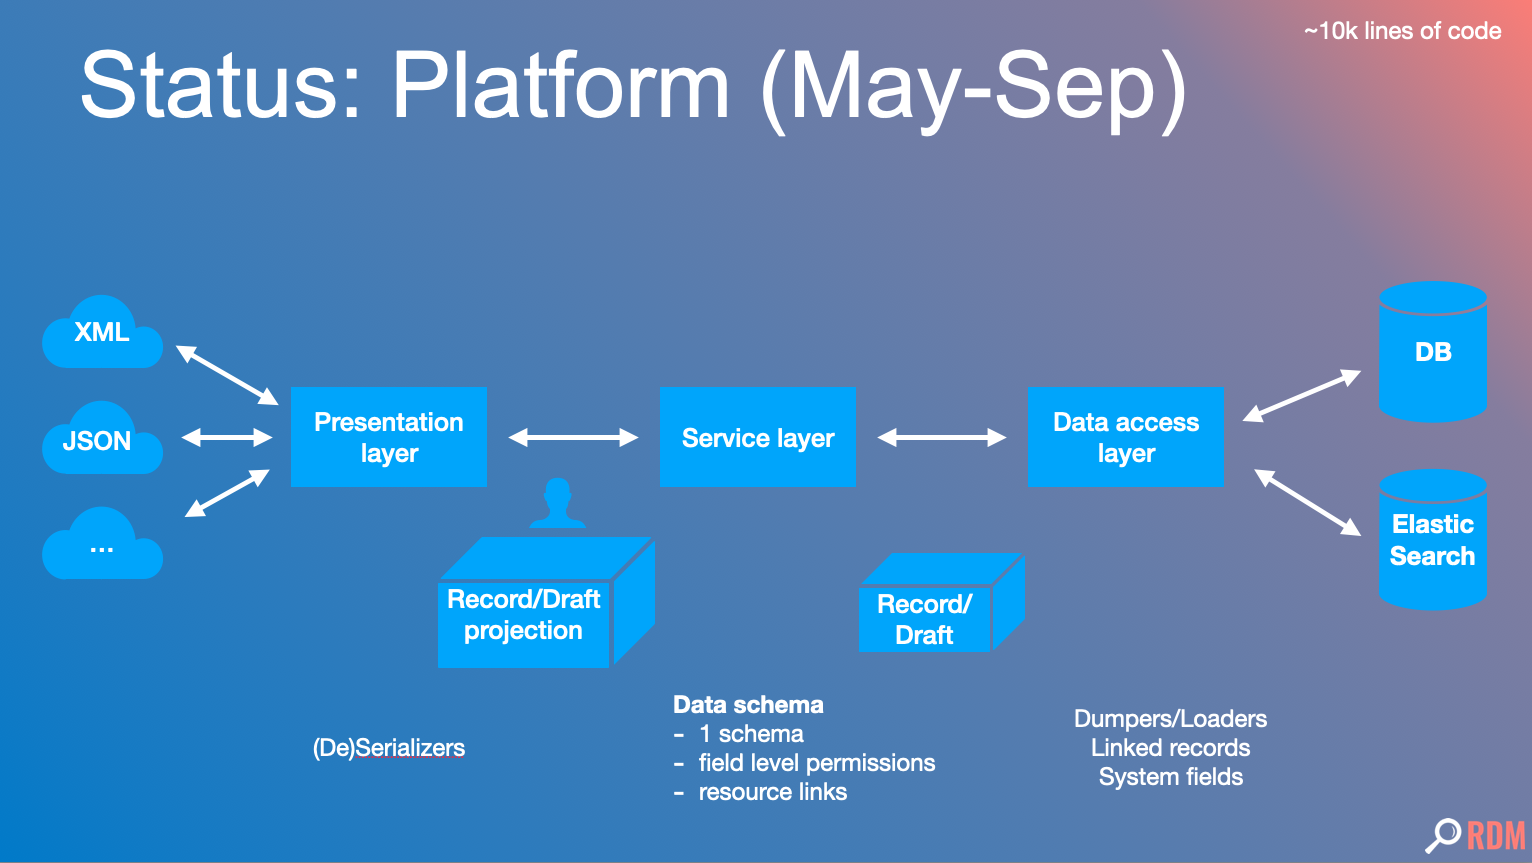 ~10k lines of code
Status: Platform (May-Sep)
XML
JSON
...
Presentation
layer
Service layer
Data access
layer
DB
Elastic
Search
Record/Draft
projection
Record/
Draft
(De)Serializers
Data schema
- 1 schema
- field level permissions
- resource links
Dumpers/Loaders
Linked records
System fields
RDM